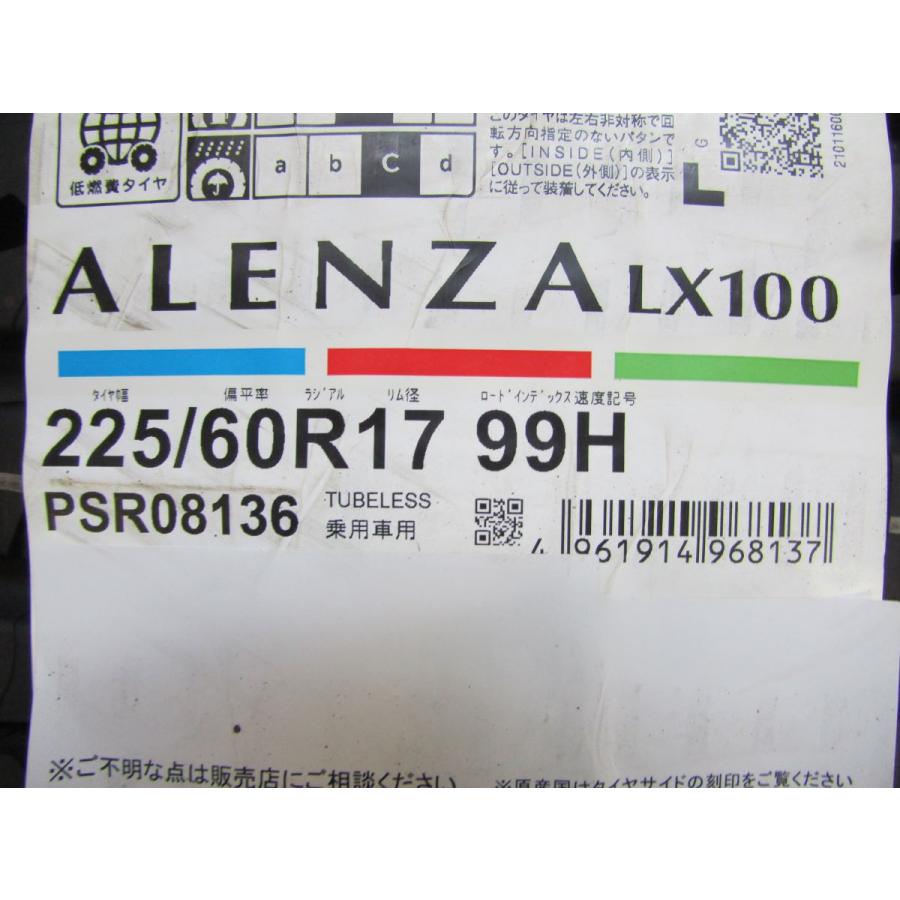 このタイヤは左右非対称で回
転方向指定のないパタンで
す。[INSIDE(内側)]
[OUTSIDE(外側)]の表示
に従って装着してください。
低燃費タイヤ
a b C d
G
2101160
ALENZA LX100
タイヤ幅 偏平率 ラジアル リム径 ロードインデックス 速度記号
225/60R17 99H
PSR08136
TUBELESS
乗用車用
4 961914 968137
※ご不明な点は販売店にご相談ください
※原産国はタイヤサイドの刻印をご覧ください